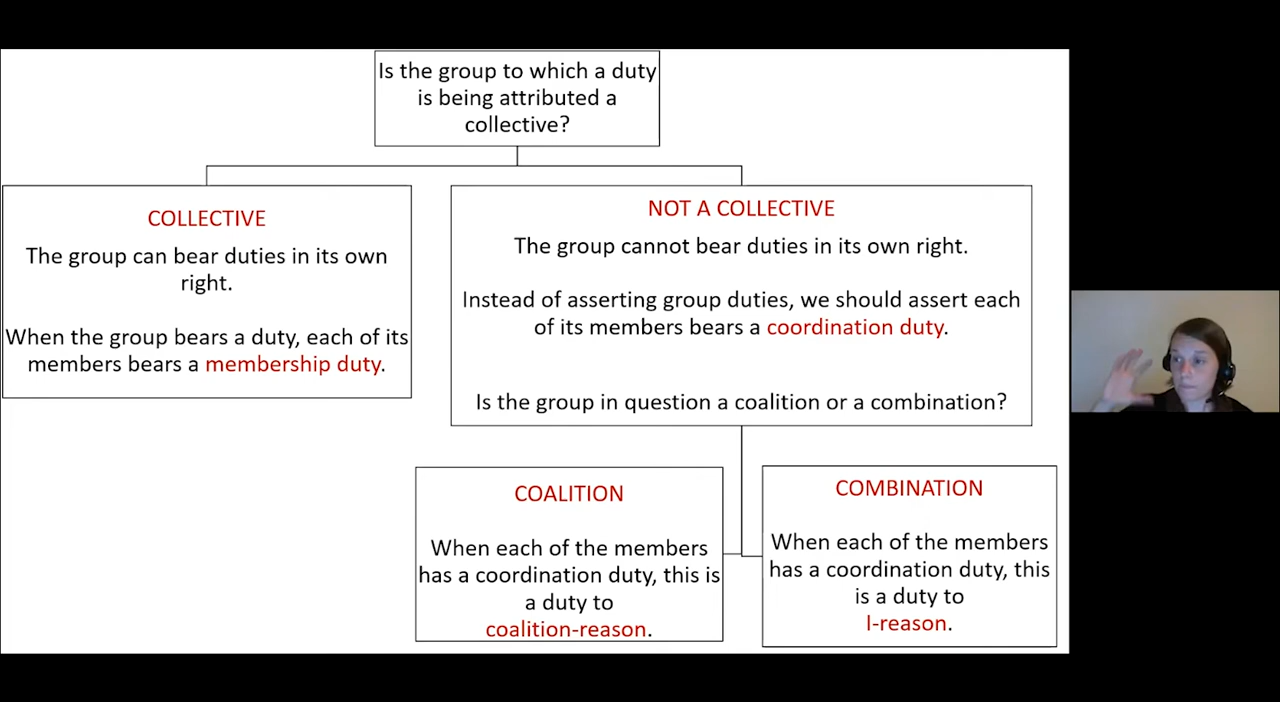 Is the group to which a duty
is being attributed a
collective?
COLLECTIVE
The group can bear duties in its own
right.
When the group bears a duty, each of its
members bears a membership duty.
NOT A COLLECTIVE
The group cannot bear duties in its own right.
Instead of asserting group duties, we should assert each
of its members bears a coordination duty.
Is the group in question a coalition or a combination?
COALITION
When each of the members
has a coordination duty, this is
a duty to
coalition-reason.
COMBINATION
When each of the members
has a coordination duty, this
is a duty to
I-reason.